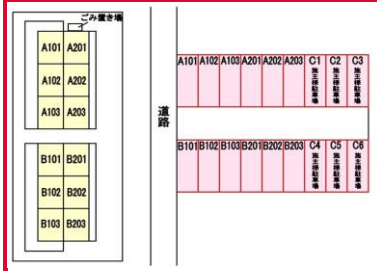 ごみ置き場
A101 A201
A102 A202
A103 A203
B101 B201
B102 B202
B103 B203
道路
A101 A102 A103 A201 A202 A203 C1 施主様駐車場 C2 施主様駐車場 C3 施主様駐車場
B101 B102 B103 B201 B202 B203 C4 施主様駐車場 C5 施主様駐車場 C6 施主様駐車場